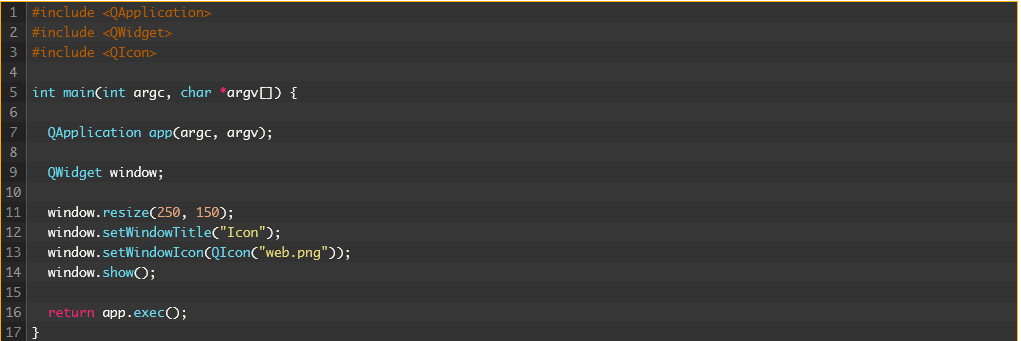 1 #include <QApplication>
2 #include <QWidget>
3 #include <QIcon>
4
5 int main(int argc, char *argv[]) {
6
7   QApplication app(argc, argv);
8
9   QWidget window;
10
11   window.resize(250, 150);
12   window.setWindowTitle("Icon");
13   window.setWindowIcon(QIcon("web.png"));
14   window.show();
15
16   return app.exec();
17 }